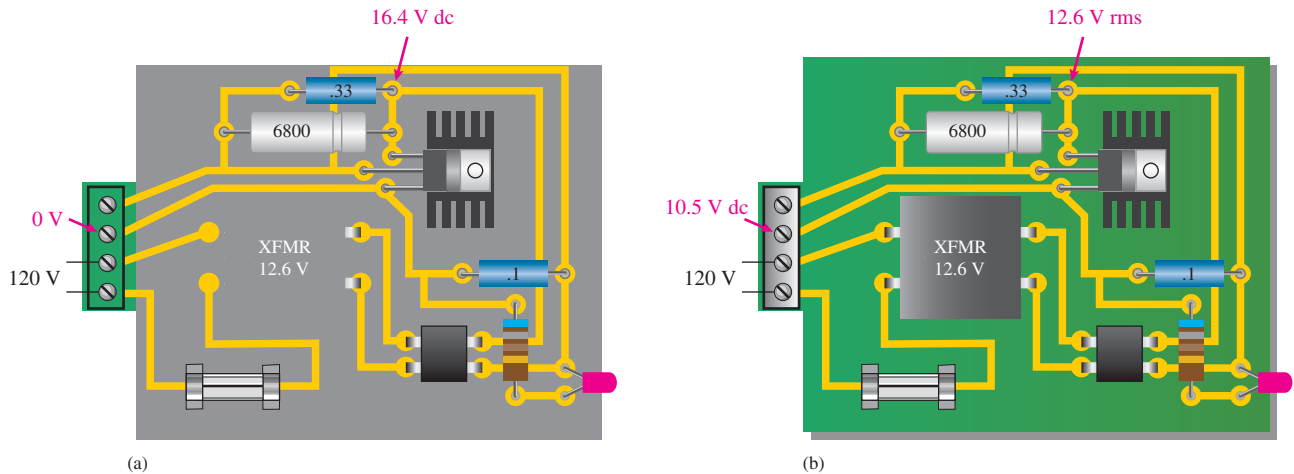 16.4 V dc
.33
6800
0 V
XFMR
12.6 V
120 V
.1
(a)
12.6 V rms
.33
6800
10.5 V dc
XFMR
12.6 V
120 V
.1
(b)